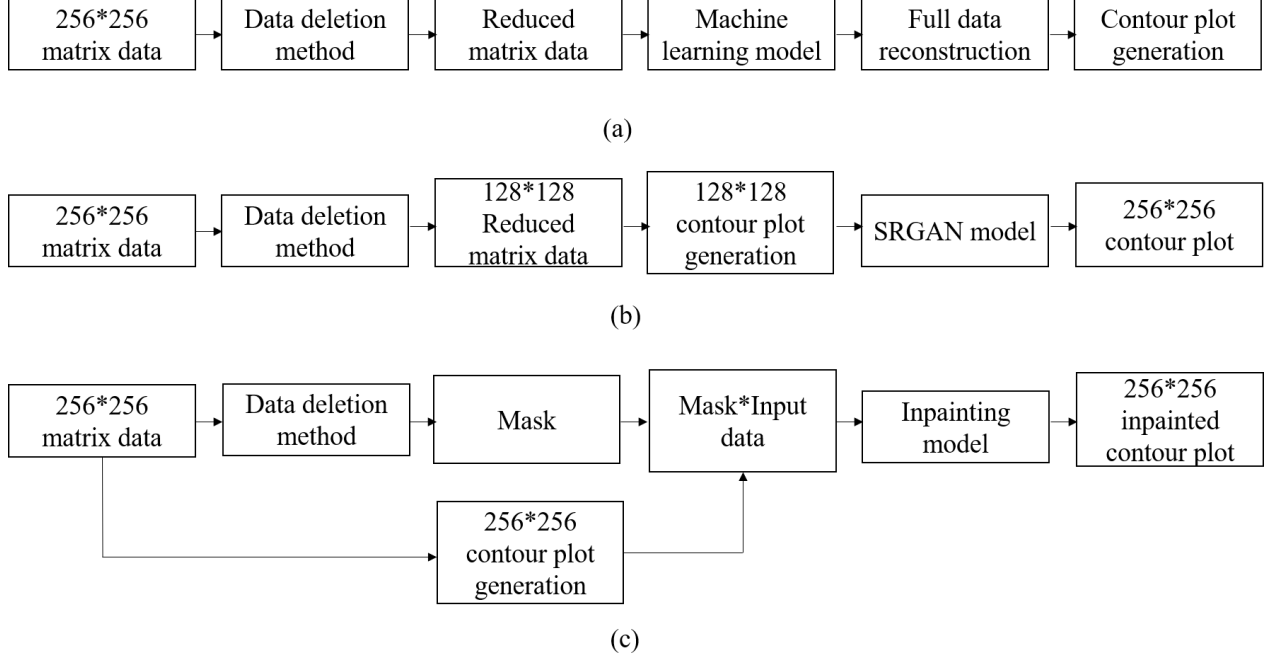 256*256
matrix data
Data deletion
method
Reduced
matrix data
Machine
learning model
Full data
reconstruction
Contour plot
generation
(a)
256*256
matrix data
Data deletion
method
128*128
Reduced
matrix data
128*128
contour plot
generation
SRGAN model
256*256
contour plot
(b)
256*256
matrix data
Data deletion
method
Mask
Mask*Input
data
Inpainting
model
256*256
inpainted
contour plot
256*256
contour plot
generation
(c)